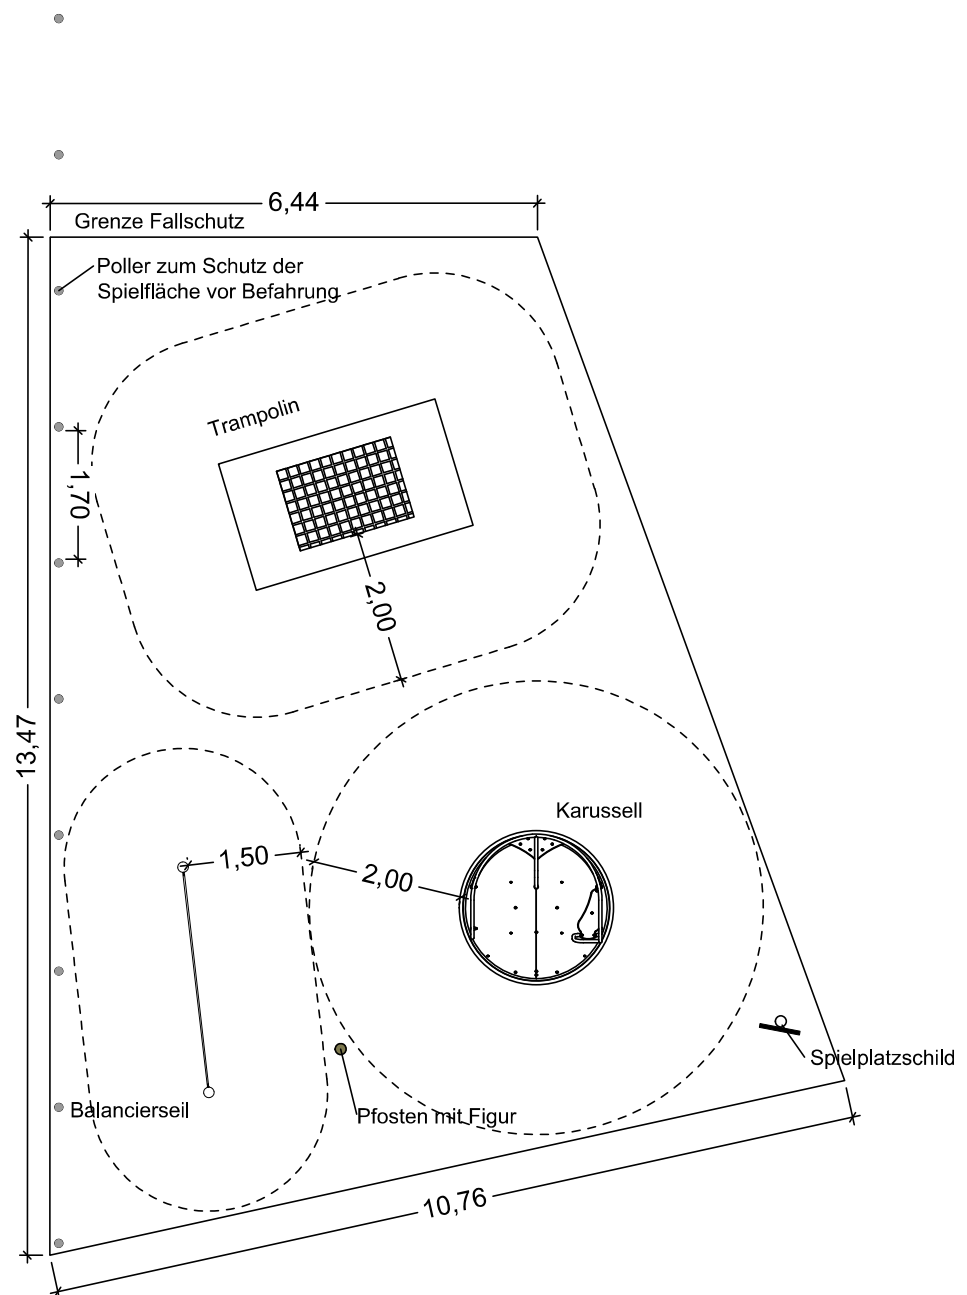 6,44
Grenze Fallschutz
Poller zum Schutz der
Spielfläche vor Befahrung
Trampolin
1,70
2,00
13,47
Karussell
1,50
2,00
Spielplatzschild
Balancierseil
Pfosten mit Figur
10,76